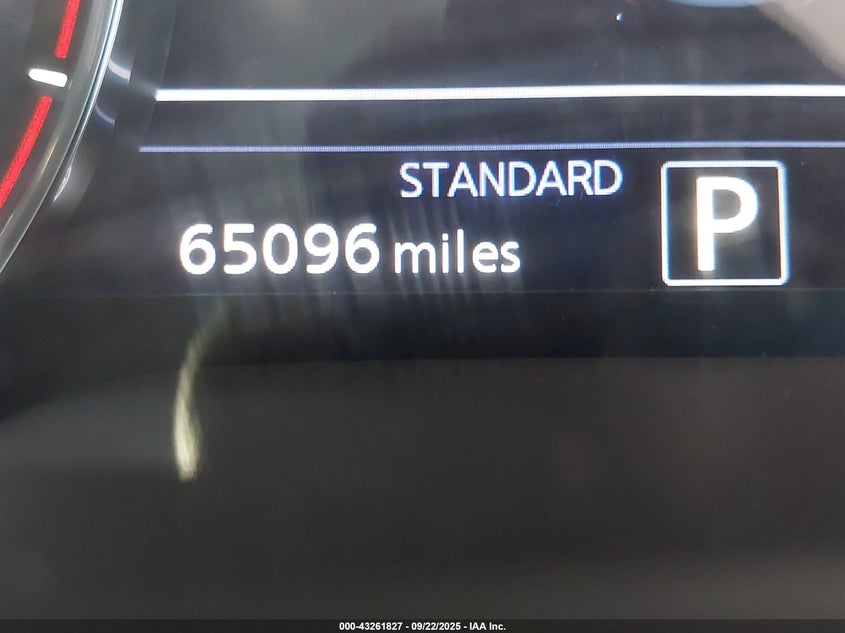 STANDARD
P
65096 miles
000-43261827 - 09/22/2025 - IAA Inc.